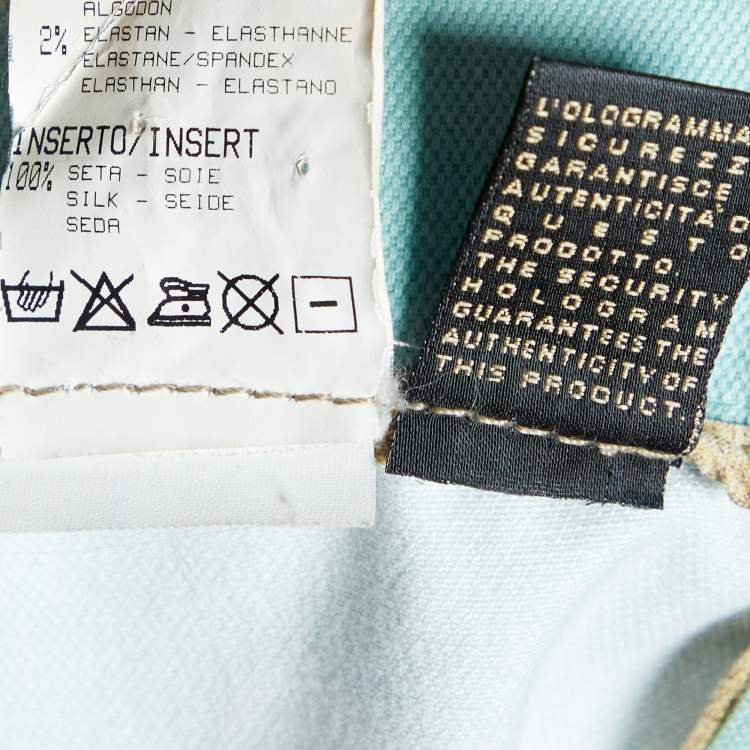 ALGODON
2% ELASTAN - ELASTHANNE
ELASTANE/SPANDEX
ELASTHAN - ELASTANO
INSERTO/INSERT
100% SETA - SOIE
SILK - SEIDE
SEDA
L'OLOGRAMMA
SICUREZZ
GARANTISCE
AUTENTICITÀ D
QUESTO
PRODOTTO.
THE SECURITY
HOLOGRAM
GUARANTEES THE
AUTHENTICITY OF
THIS PRODUCT.